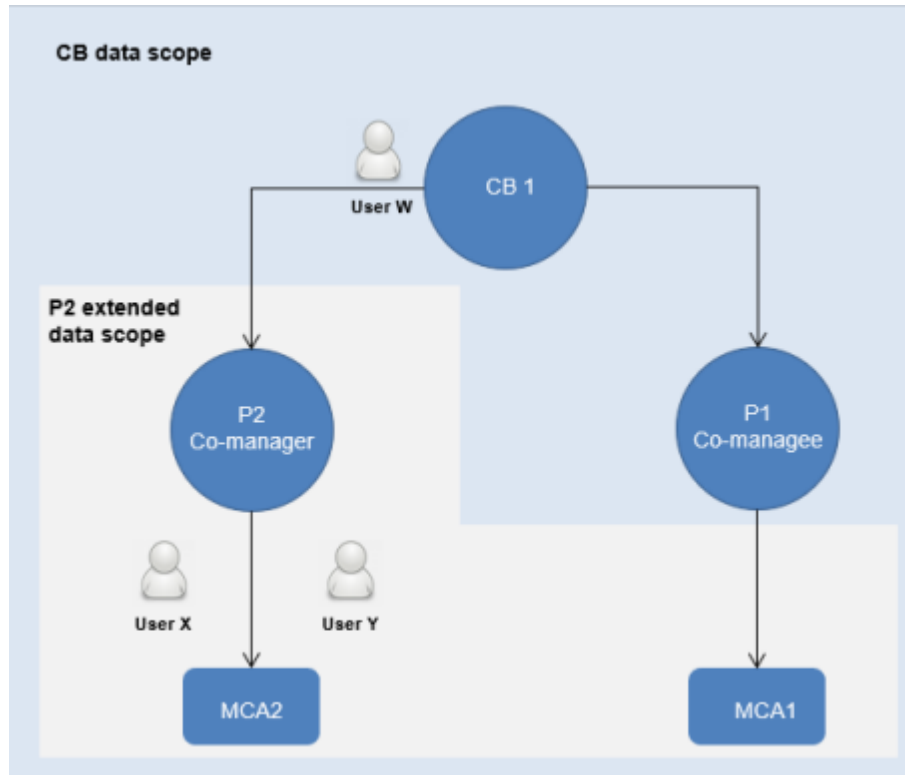 CB data scope
CB 1
User W
P2 extended
data scope
P2
Co-manager
P1
Co-managee
User X
User Y
MCA2
MCA1